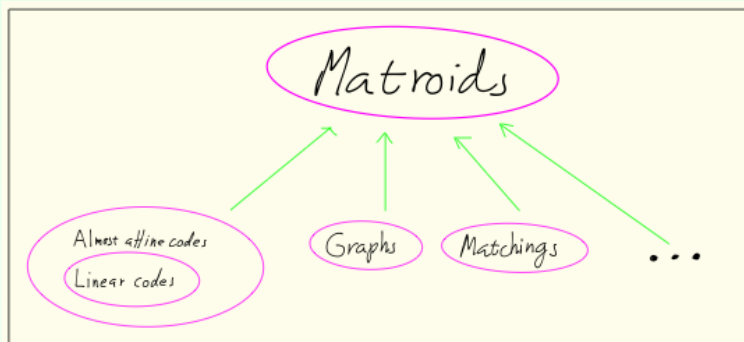 Matroids
Almost affine codes
Linear codes
Graphs
Matchings
...